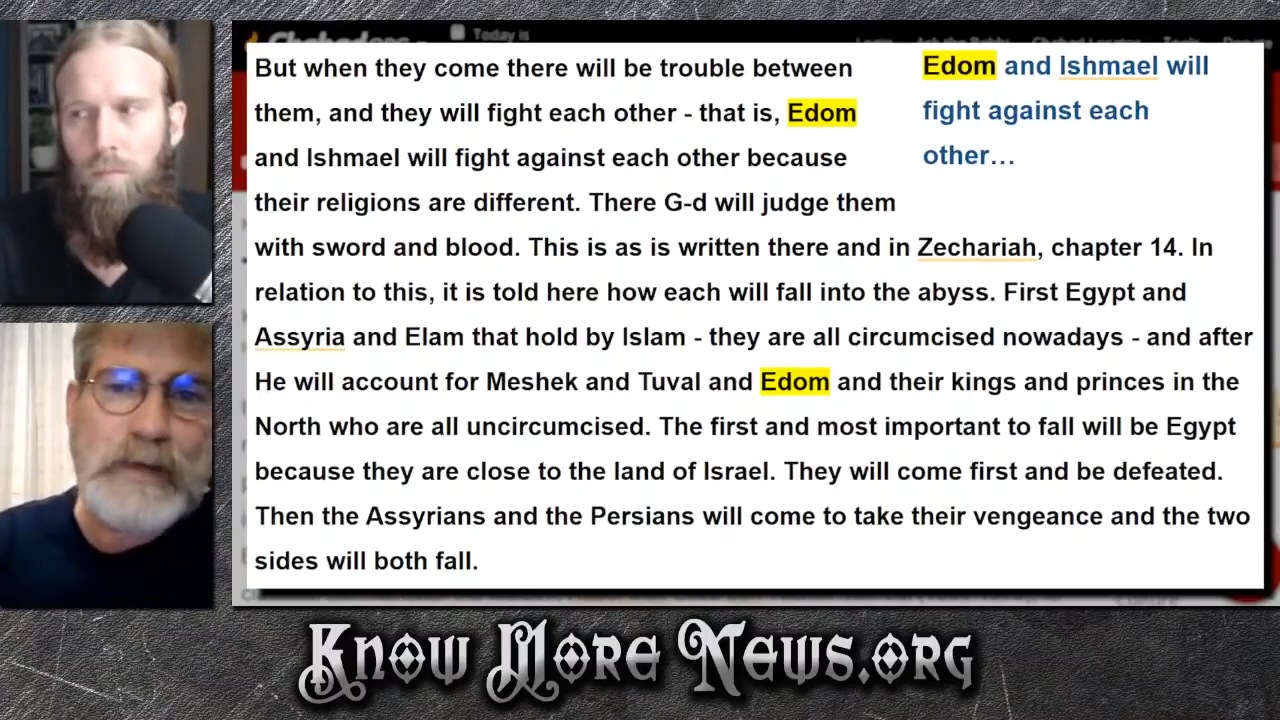 Chabad.ORG
Today is
But when they come there will be trouble between
them, and they will fight each other - that is, Edom
and Ishmael will fight against each other because
their religions are different. There G-d will judge them
with sword and blood. This is as is written there and in Zechariah, chapter 14. In
relation to this, it is told here how each will fall into the abyss. First Egypt and
Assyria and Elam that hold by Islam - they are all circumcised nowadays - and after
He will account for Meshek and Tuval and Edom and their kings and princes in the
North who are all uncircumcised. The first and most important to fall will be Egypt
because they are close to the land of Israel. They will come first and be defeated.
Then the Assyrians and the Persians will come to take their vengeance and the two
sides will both fall.
Edom and Ishmael will
fight against each
other…
Know More News.org